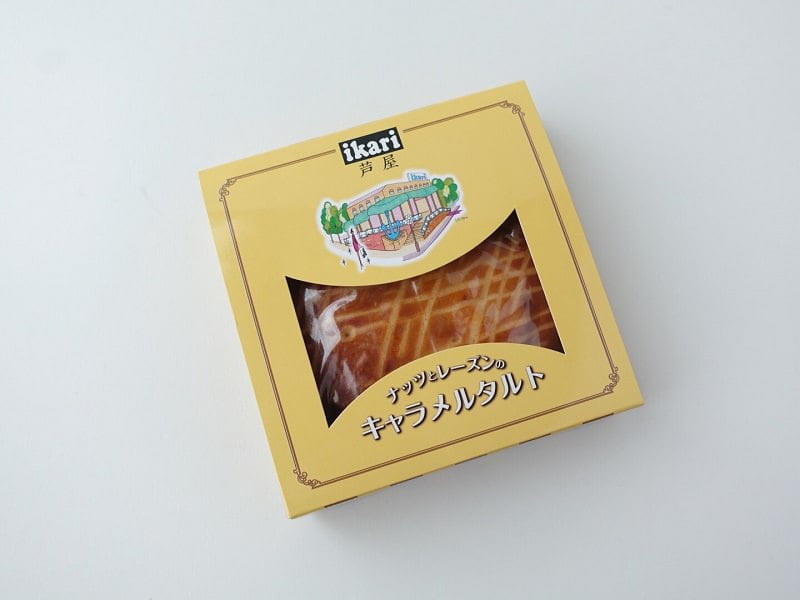 ikari
芦屋
ikari
ナッツとレーズンの
キャラメルタルト